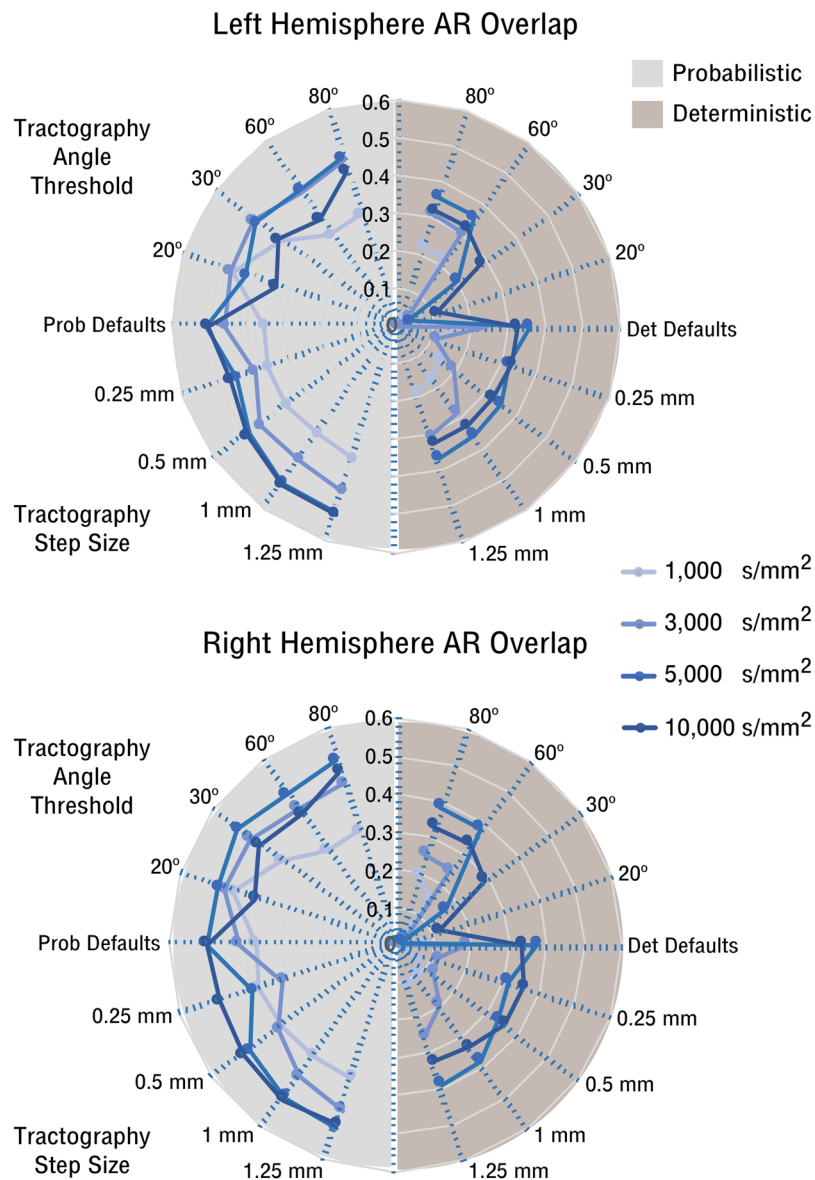 Left Hemisphere AR Overlap
Probabilistic
Deterministic
Tractography
Angle
Threshold
80º
60º
30º
20º
Prob Defaults
0.25 mm
0.5 mm
1 mm
1.25 mm
Tractography
Step Size
0.6
0.5
0.4
0.3
0.2
0.1
0
80º
60º
30º
20º
Det Defaults
0.25 mm
0.5 mm
1 mm
1.25 mm
1,000 s/mm²
3,000 s/mm²
5,000 s/mm²
10,000 s/mm²
Right Hemisphere AR Overlap
Tractography
Angle
Threshold
80º
60º
30º
20º
Prob Defaults
0.25 mm
0.5 mm
1 mm
1.25 mm
Tractography
Step Size
0.6
0.5
0.4
0.3
0.2
0.1
0
80º
60º
30º
20º
Det Defaults
0.25 mm
0.5 mm
1 mm
1.25 mm